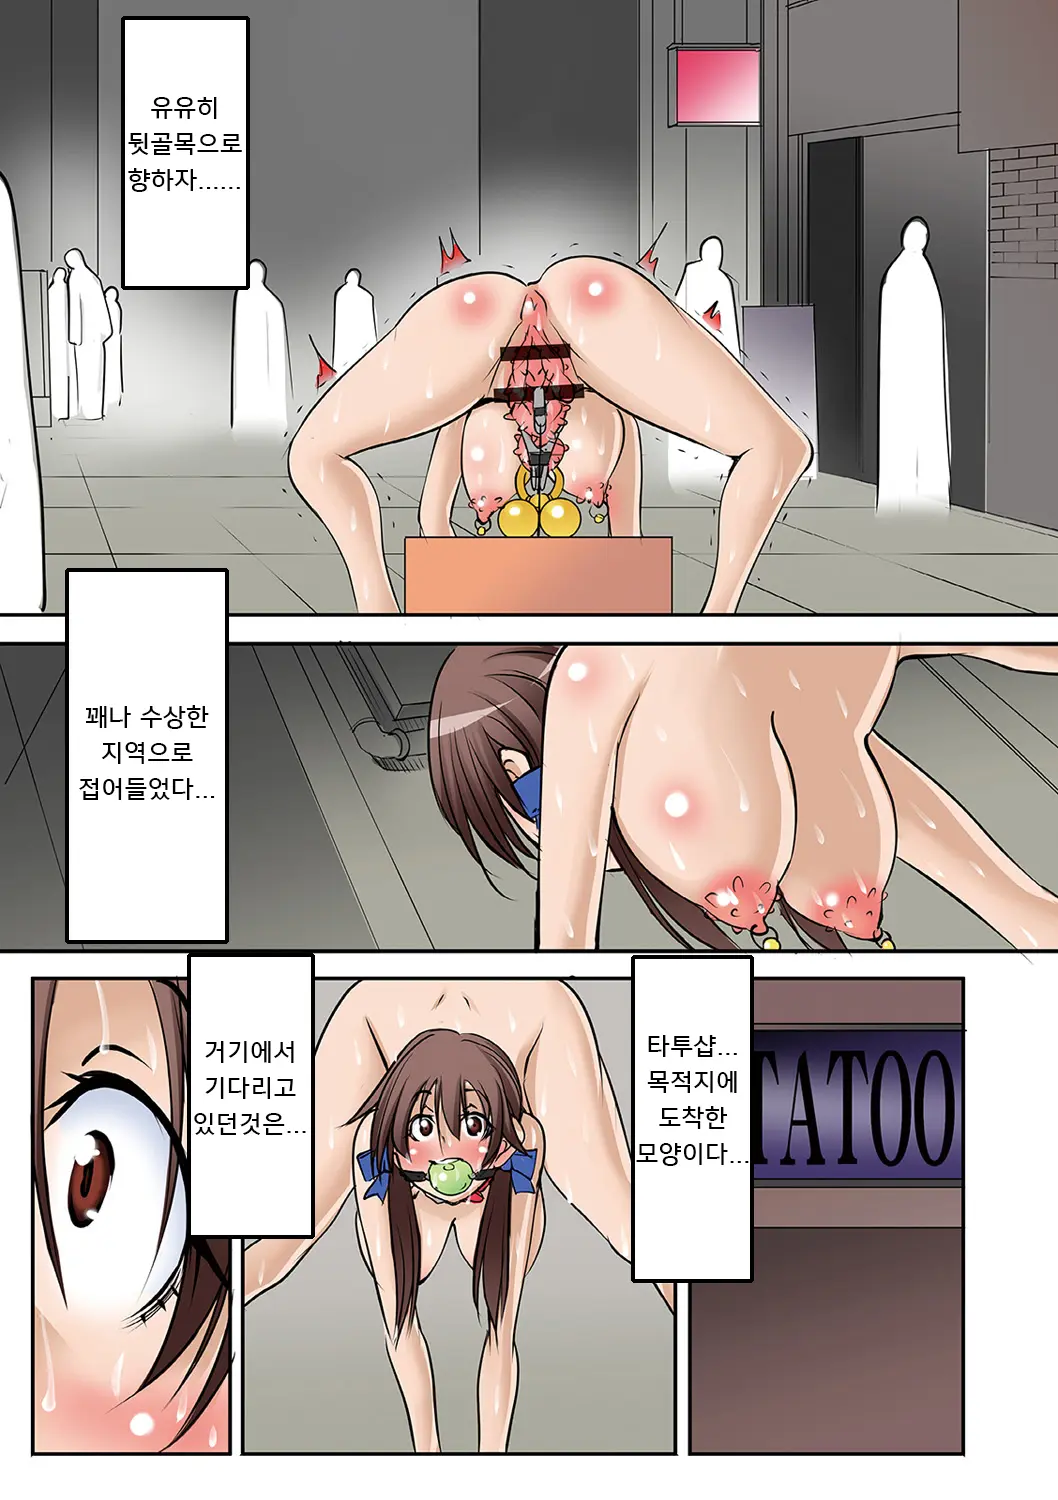 유유히
뒷골목으로
향하자......
꽤나 수상한
지역으로
접어들었다...
타투샵...
목적지에
도착한
모양이다...
TATOO
거기에서
기다리고
있던것은...